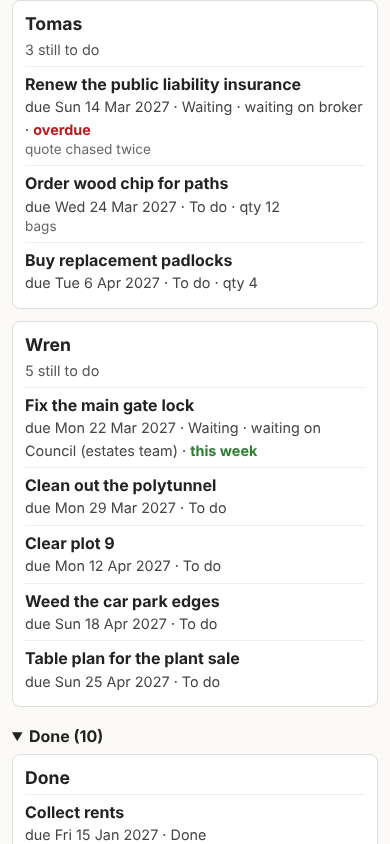 Tomas
3 still to do
Renew the public liability insurance
due Sun 14 Mar 2027 · Waiting · waiting on broker
· overdue
quote chased twice
Order wood chip for paths
due Wed 24 Mar 2027 · To do · qty 12
bags
Buy replacement padlocks
due Tue 6 Apr 2027 · To do · qty 4
Wren
5 still to do
Fix the main gate lock
due Mon 22 Mar 2027 · Waiting · waiting on
Council (estates team) · this week
Clean out the polytunnel
due Mon 29 Mar 2027 · To do
Clear plot 9
due Mon 12 Apr 2027 · To do
Weed the car park edges
due Sun 18 Apr 2027 · To do
Table plan for the plant sale
due Sun 25 Apr 2027 · To do
▼ Done (10)
Done
Collect rents
due Fri 15 Jan 2027 · Done